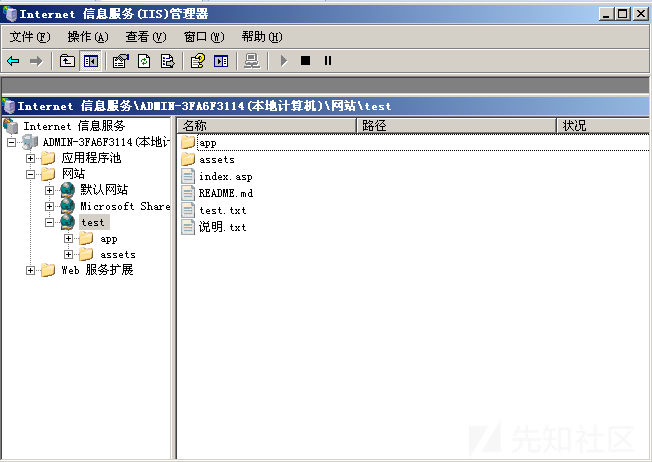 Internet 信息服务(IIS)管理器
文件(F) 操作(A) 查看(V) 窗口(W) 帮助(H)
Internet 信息服务\ADMIN-3FA6F3114(本地计算机)\网站\test
Internet 信息服务
ADMIN-3FA6F3114(本地计
应用程序池
网站
默认网站
Microsoft Share
test
app
assets
Web 服务扩展
名称 路径 状况
app
assets
index.asp
README.md
test.txt
说明.txt
先知社区